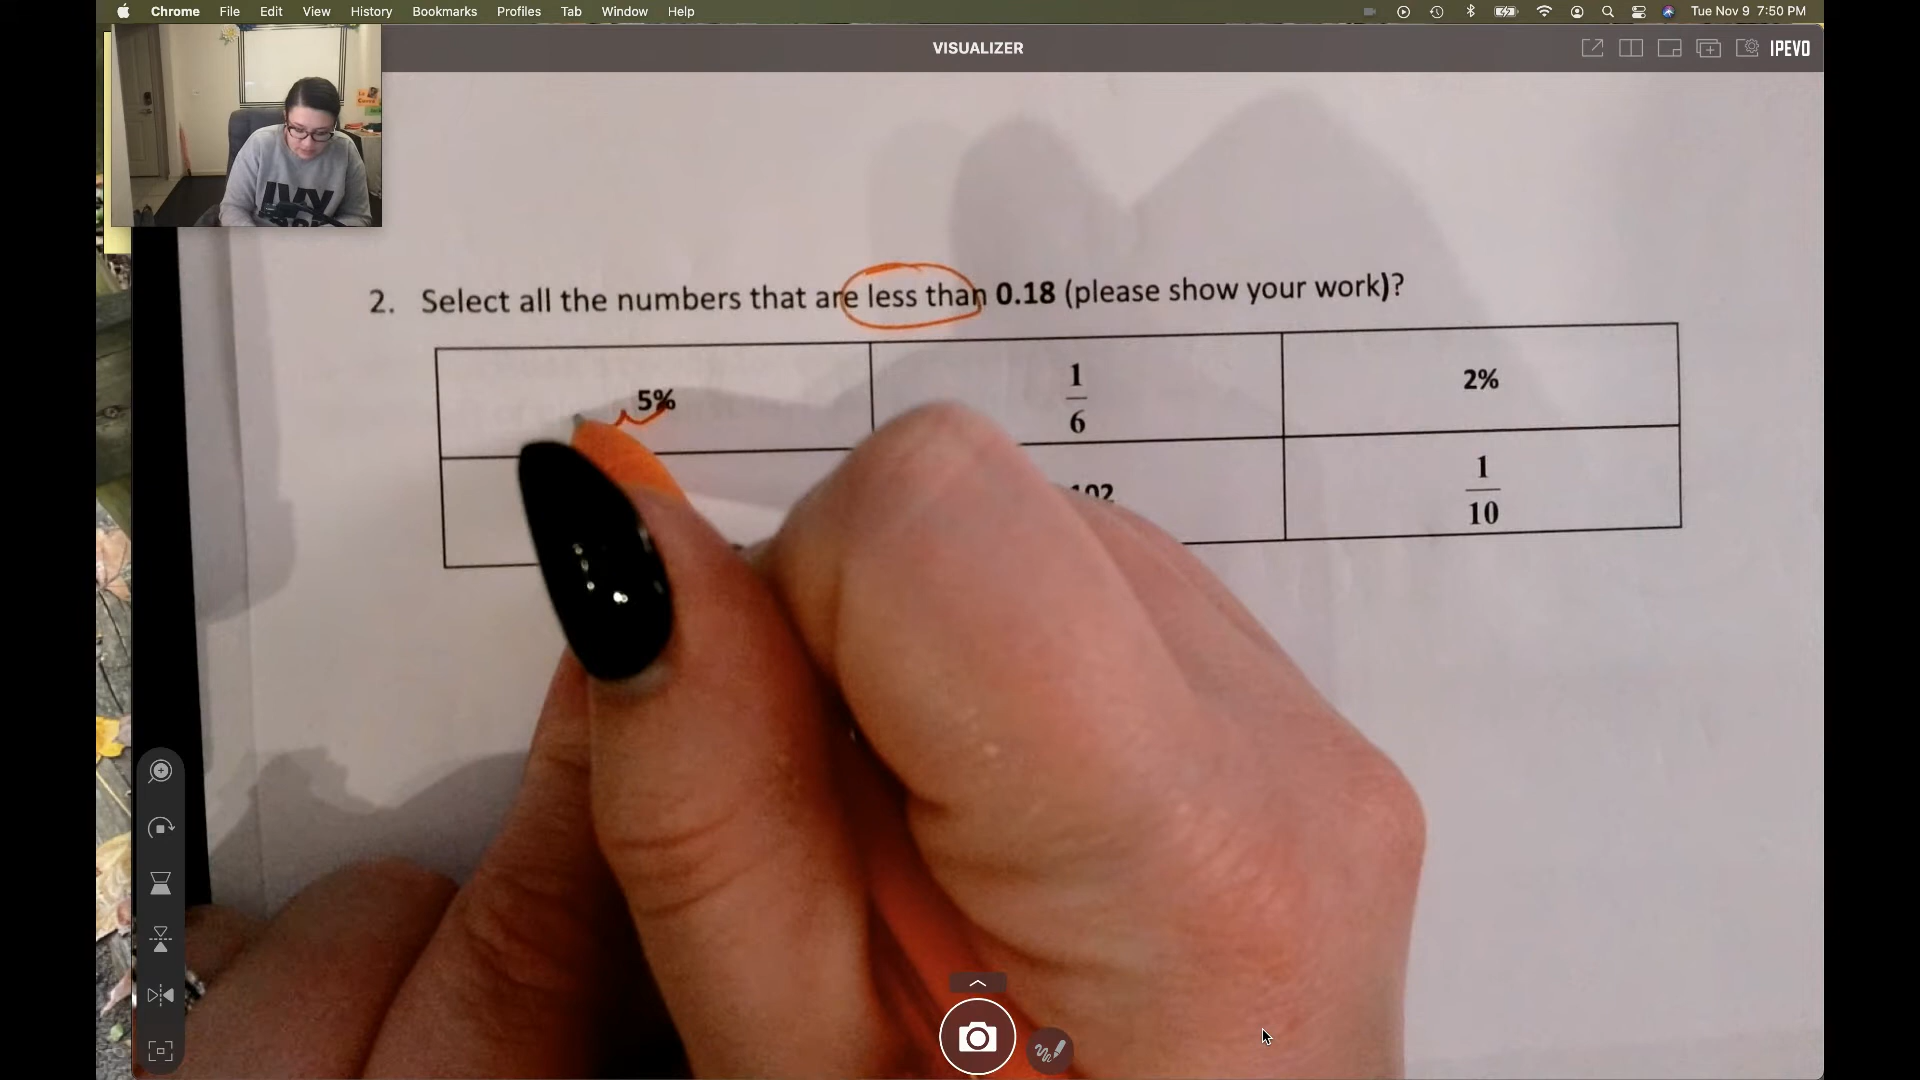 Chrome File Edit View History Bookmarks Profiles Tab Window Help Tue Nov 9 7:50 PM
VISUALIZER IPEVO
IVY
2. Select all the numbers that are less than 0.18 (please show your work)?
5% 1/6 2%
102 1/10